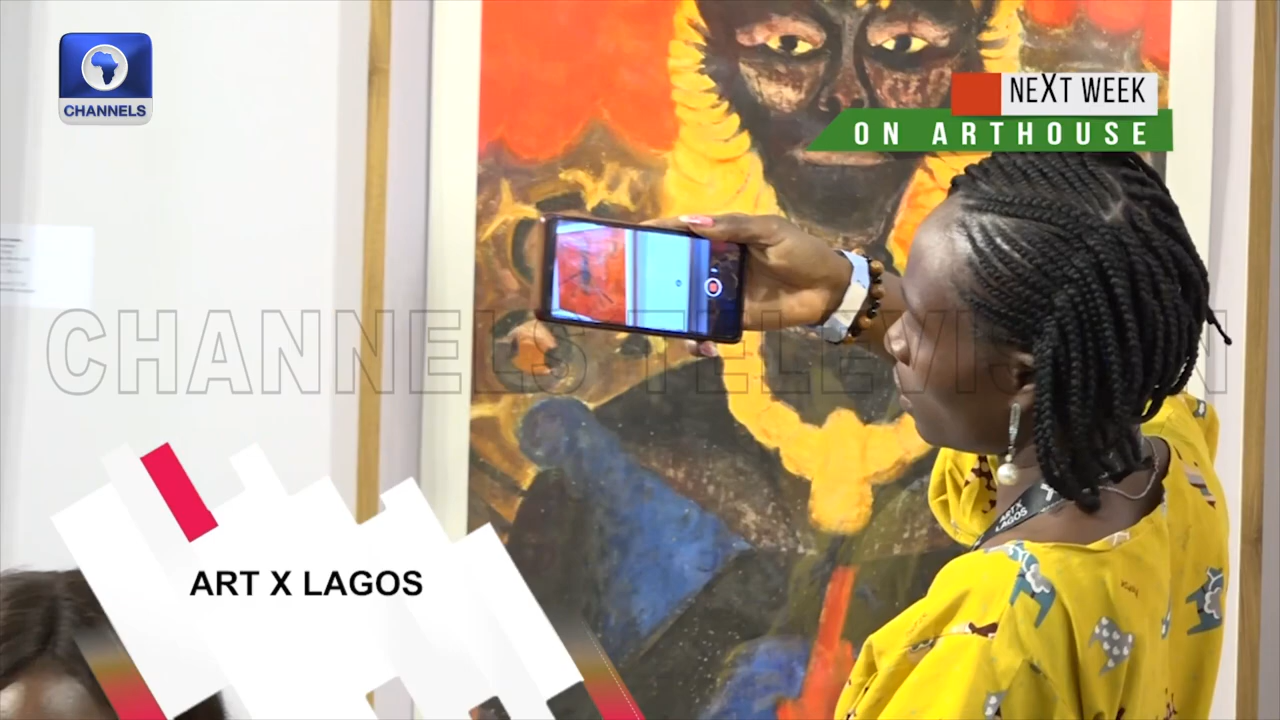 CHANNELS
NEXT WEEK
ON ARTHOUSE
CHANNELS TELEVISION
ART X LAGOS
ART X
LAGOS